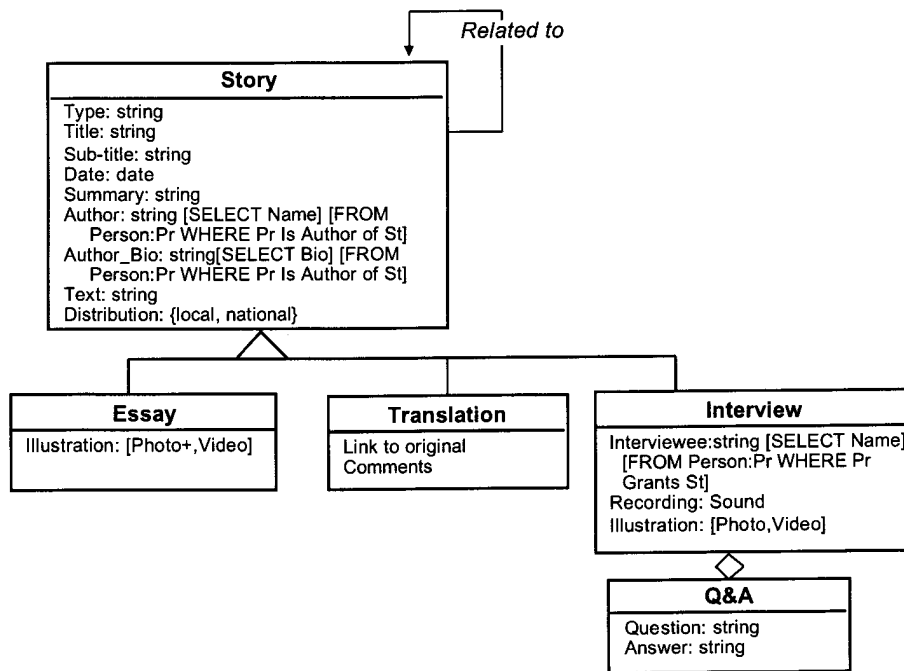 Related to
Story
Type: string
Title: string
Sub-title: string
Date: date
Summary: string
Author: string [SELECT Name] [FROM
Person:Pr WHERE Pr Is Author of St]
Author_Bio: string[SELECT Bio] [FROM
Person:Pr WHERE Pr Is Author of St]
Text: string
Distribution: {local, national}
Essay
Illustration: [Photo+,Video]
Translation
Link to original
Comments
Interview
Interviewee:string [SELECT Name]
[FROM Person:Pr WHERE Pr
Grants St]
Recording: Sound
Illustration: [Photo,Video]
Q&A
Question: string
Answer: string